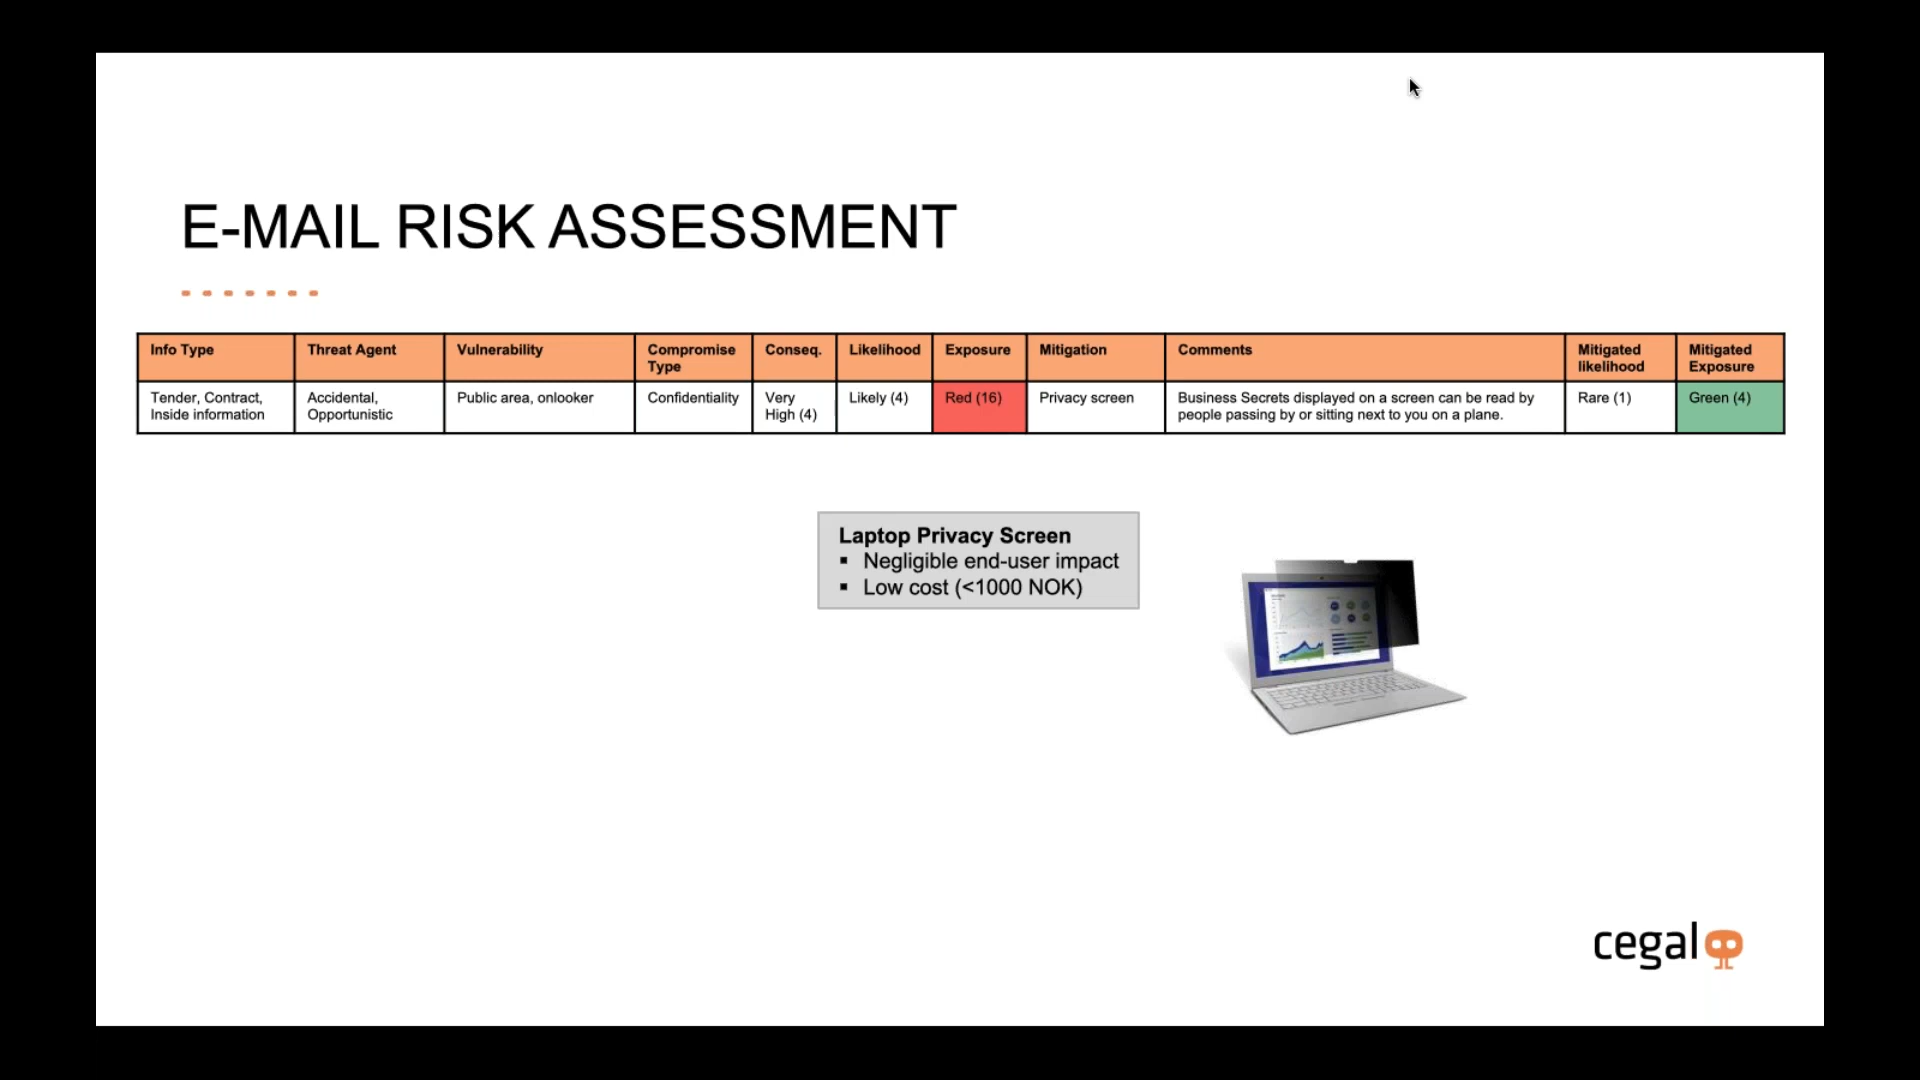 E-MAIL RISK ASSESSMENT
Info Type
Threat Agent
Vulnerability
Compromise
Type
Conseq.
Likelihood
Exposure
Mitigation
Comments
Mitigated
likelihood
Mitigated
Exposure
Tender, Contract,
Inside information
Accidental,
Opportunistic
Public area, onlooker
Confidentiality
Very
High (4)
Likely (4)
Red (16)
Privacy screen
Business Secrets displayed on a screen can be read by
people passing by or sitting next to you on a plane.
Rare (1)
Green (4)
Laptop Privacy Screen
▪ Negligible end-user impact
▪ Low cost (<1000 NOK)
cegal